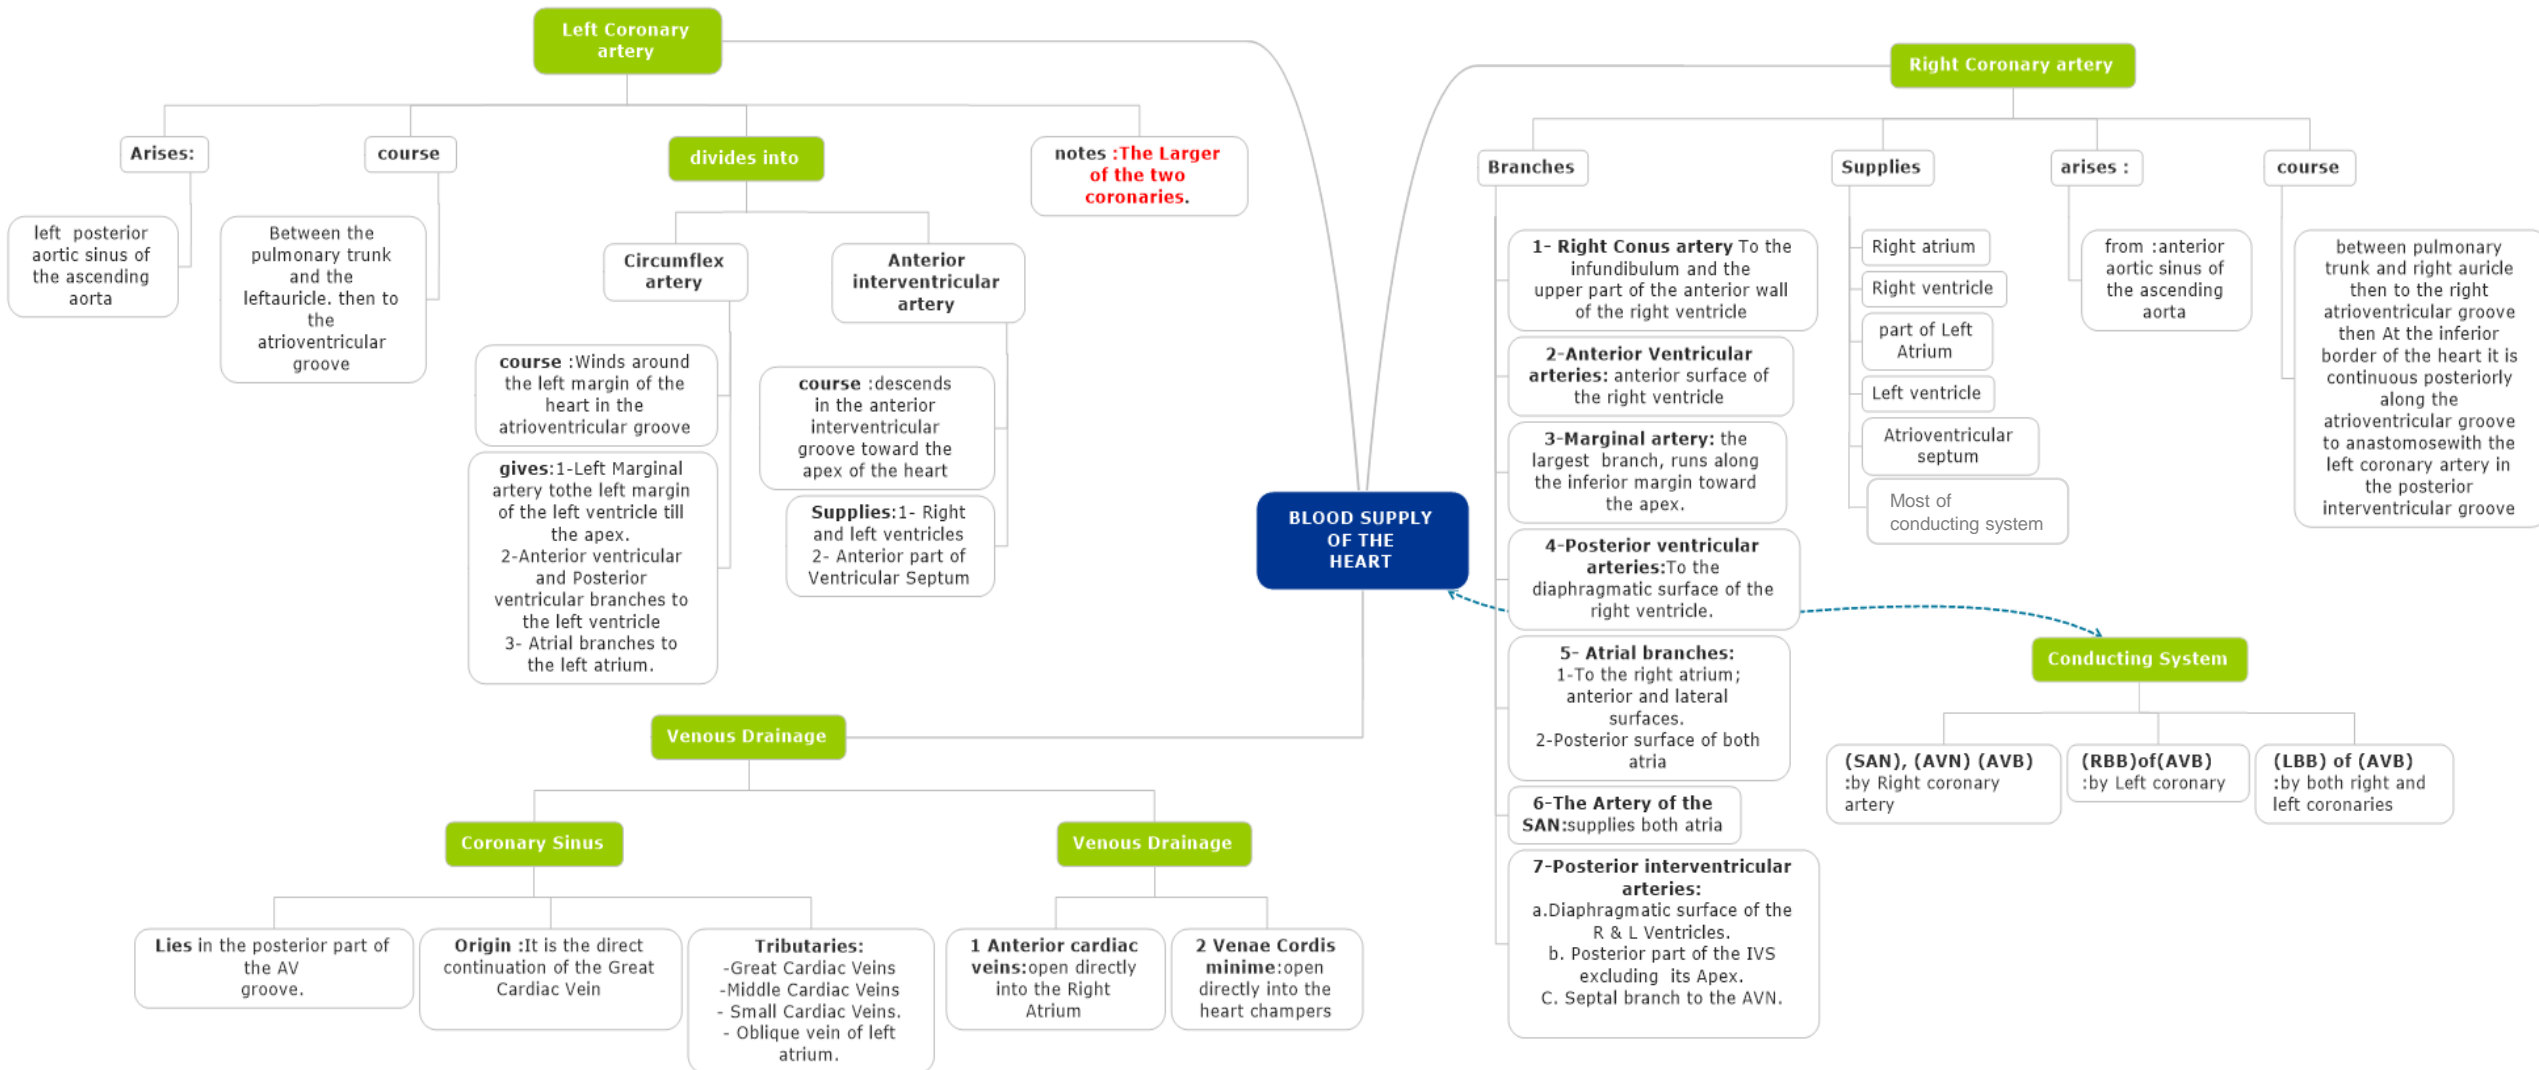 Left Coronary
artery
Arises:
left  posterior
aortic sinus of
the ascending
aorta
course
Between the
pulmonary trunk
and the
leftauricle. then to
the
atrioventricular
groove
divides into
Circumflex
artery
course :Winds around
the left margin of the
heart in the
atrioventricular groove
gives:1-Left Marginal
artery tothe left margin
of the left ventricle till
the apex.
2-Anterior ventricular
and Posterior
ventricular branches to
the left ventricle
3- Atrial branches to
the left atrium.
Anterior
interventricular
artery
course :descends
in the anterior
interventricular
groove toward the
apex of the heart
Supplies:1- Right
and left ventricles
2- Anterior part of
Ventricular Septum
notes :The Larger
of the two
coronaries.
BLOOD SUPPLY
OF THE
HEART
Right Coronary artery
Branches
1- Right Conus artery To the
infundibulum and the
upper part of the anterior wall
of the right ventricle
2-Anterior Ventricular
arteries: anterior surface of
the right ventricle
3-Marginal artery: the
largest  branch, runs along
the inferior margin toward
the apex.
4-Posterior ventricular
arteries:To the
diaphragmatic surface of the
right ventricle.
5- Atrial branches:
1-To the right atrium;
anterior and lateral
surfaces.
2-Posterior surface of both
atria
6-The Artery of the
SAN:supplies both atria
7-Posterior interventricular
arteries:
a.Diaphragmatic surface of the
R & L Ventricles.
b. Posterior part of the IVS
excluding  its Apex.
C. Septal branch to the AVN.
Supplies
Right atrium
Right ventricle
part of Left
Atrium
Left ventricle
Atrioventricular
septum
Most of
conducting system
arises :
from :anterior
aortic sinus of
the ascending
aorta
course
between pulmonary
trunk and right auricle
then to the right
atrioventricular groove
then At the inferior
border of the heart it is
continuous posteriorly
along the
atrioventricular groove
to anastomosewith the
left coronary artery in
the posterior
interventricular groove
Conducting System
(SAN), (AVN) (AVB)
:by Right coronary
artery
(RBB)of(AVB)
:by Left coronary
(LBB) of (AVB)
:by both right and
left coronaries
Venous Drainage
Coronary Sinus
Lies in the posterior part of
the AV
groove.
Origin :It is the direct
continuation of the Great
Cardiac Vein
Tributaries:
-Great Cardiac Veins
-Middle Cardiac Veins
- Small Cardiac Veins.
- Oblique vein of left
atrium.
Venous Drainage
1 Anterior cardiac
veins:open directly
into the Right
Atrium
2 Venae Cordis
minime:open
directly into the
heart champers